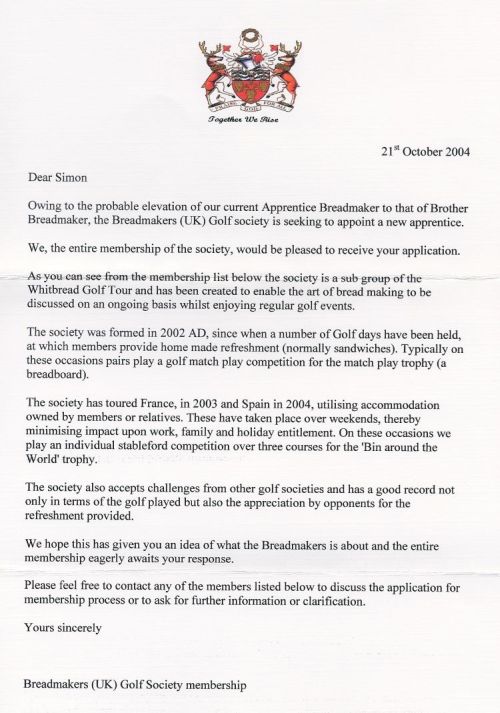 Together We Rise
21st October 2004
Dear Simon
Owing to the probable elevation of our current Apprentice Breadmaker to that of Brother
Breadmaker, the Breadmakers (UK) Golf society is seeking to appoint a new apprentice.
We, the entire membership of the society, would be pleased to receive your application.
As you can see from the membership list below the society is a sub group of the
Whitbread Golf Tour and has been created to enable the art of bread making to be
discussed on an ongoing basis whilst enjoying regular golf events.
The society was formed in 2002 AD, since when a number of Golf days have been held,
at which members provide home made refreshment (normally sandwiches). Typically on
these occasions pairs play a golf match play competition for the match play trophy (a
breadboard).
The society has toured France, in 2003 and Spain in 2004, utilising accommodation
owned by members or relatives. These have taken place over weekends, thereby
minimising impact upon work, family and holiday entitlement. On these occasions we
play an individual stableford competition over three courses for the 'Bin around the
World' trophy.
The society also accepts challenges from other golf societies and has a good record not
only in terms of the golf played but also the appreciation by opponents for the
refreshment provided.
We hope this has given you an idea of what the Breadmakers is about and the entire
membership eagerly awaits your response.
Please feel free to contact any of the members listed below to discuss the application for
membership process or to ask for further information or clarification.
Yours sincerely
Breadmakers (UK) Golf Society membership